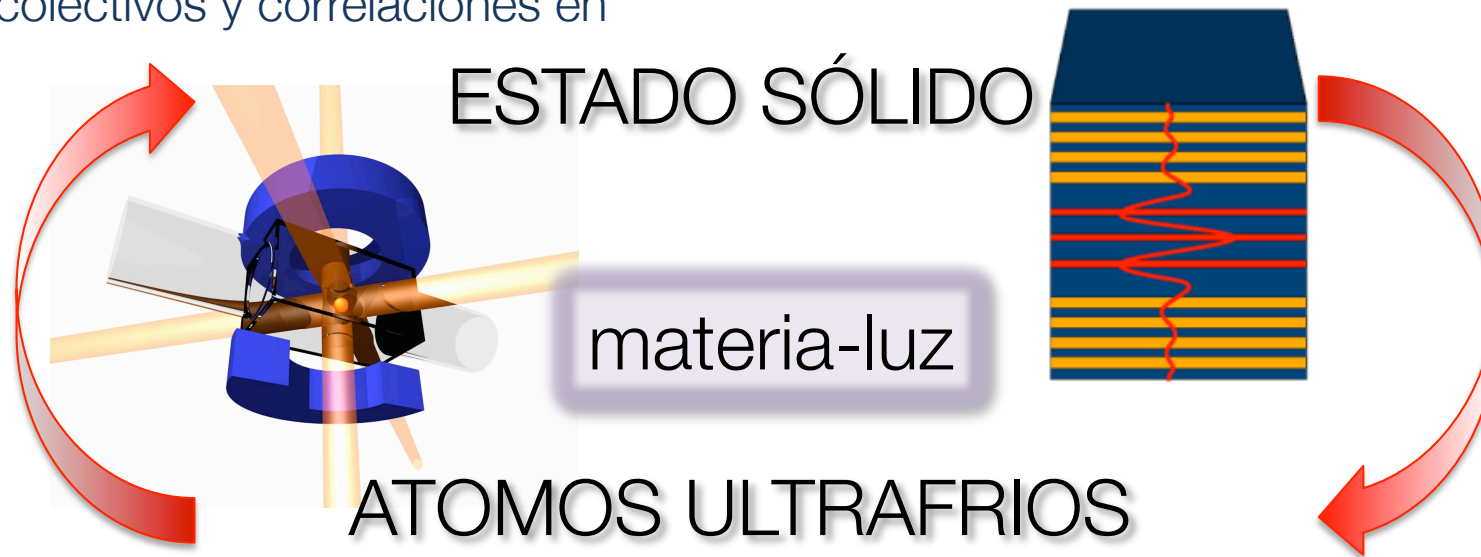 colectivos y correlaciones en
ESTADO SÓLIDO
materia-luz
ATOMOS ULTRAFRIOS